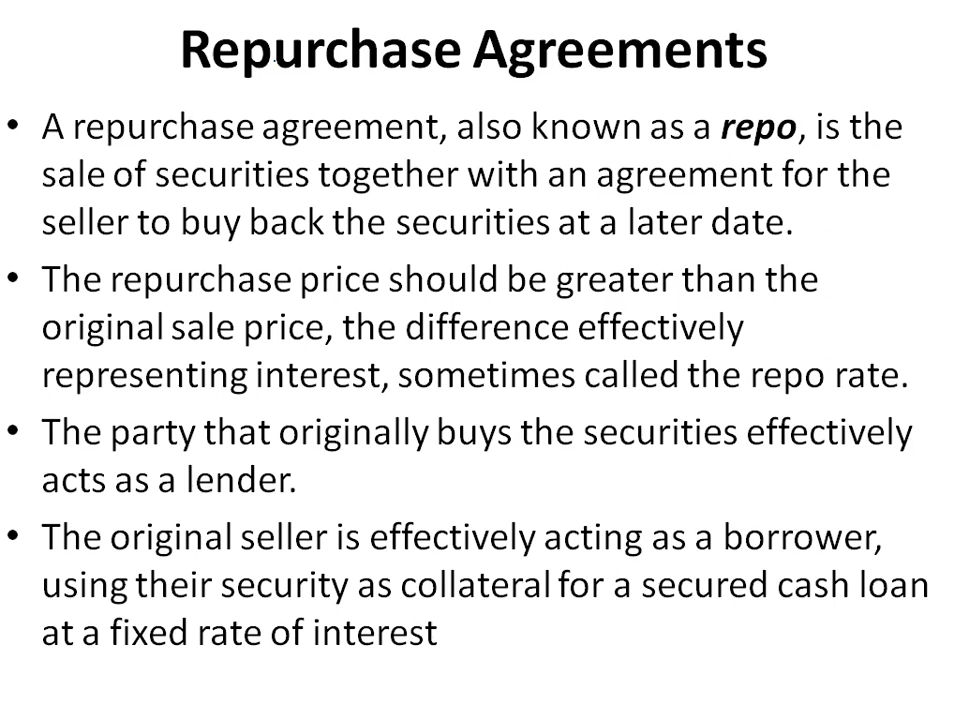 Repurchase Agreements
• A repurchase agreement, also known as a repo, is the
sale of securities together with an agreement for the
seller to buy back the securities at a later date.
• The repurchase price should be greater than the
original sale price, the difference effectively
representing interest, sometimes called the repo rate.
• The party that originally buys the securities effectively
acts as a lender.
• The original seller is effectively acting as a borrower,
using their security as collateral for a secured cash loan
at a fixed rate of interest